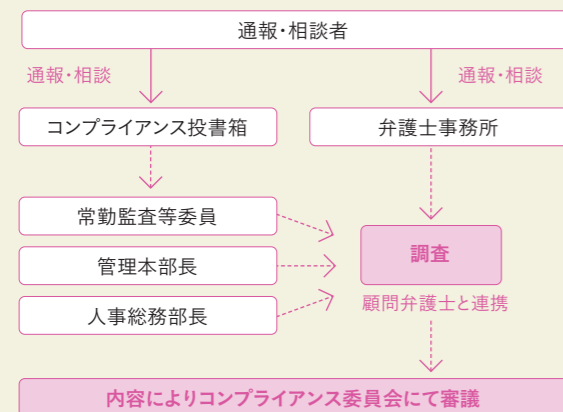 通報・相談者
通報・相談
通報・相談
コンプライアンス投書箱
弁護士事務所
常勤監査等委員
管理本部長
人事総務部長
調査
顧問弁護士と連携
内容によりコンプライアンス委員会にて審議